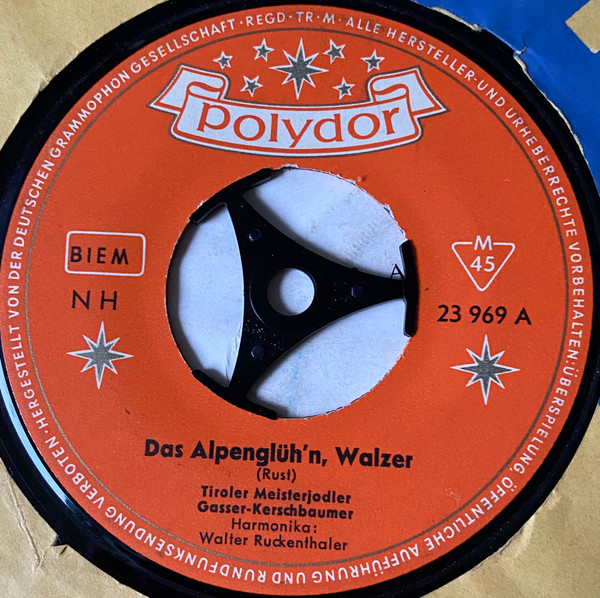 HERGESTELLT VON DER DEUTSCHEN GRAMMOPHON GESELLSCHAFT · REGD·TR·M· ALLE HERSTELLER-UND URHEBERRECHTE VORBEHALTEN: ÜBERSPIELUNG, ÖFFENTLICHE AUFFÜHRUNG UND RUNDFUNKSENDUNG VERBOTEN ·
polydor
BIEM
NH
M
45
23 969 A
A
Das Alpenglüh'n, Walzer
(Rust)
Tiroler Meisterjodler
Gasser-Kerschbaumer
Harmonika:
Walter Ruckenthaler